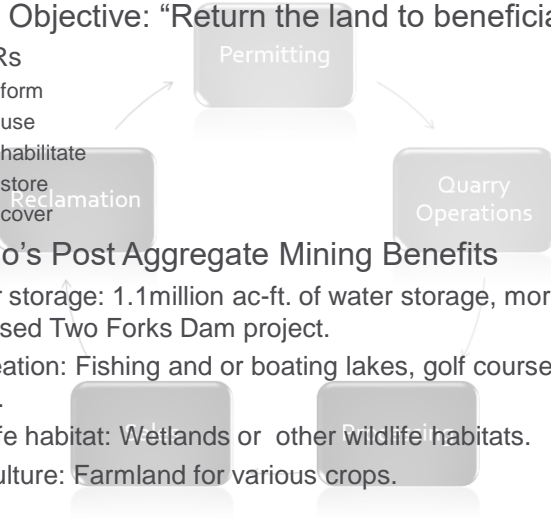 Objective: “Return the land to beneficia
Rs
form
use
habilitate
store
cover
o’s Post Aggregate Mining Benefits
r storage: 1.1million ac-ft. of water storage, mor
sed Two Forks Dam project.
eation: Fishing and or boating lakes, golf course
.
fe habitat: Wetlands or  other wildlife habitats.
ulture: Farmland for various crops.
Permitting
Quarry
Operations
Processing
Sales
Reclamation